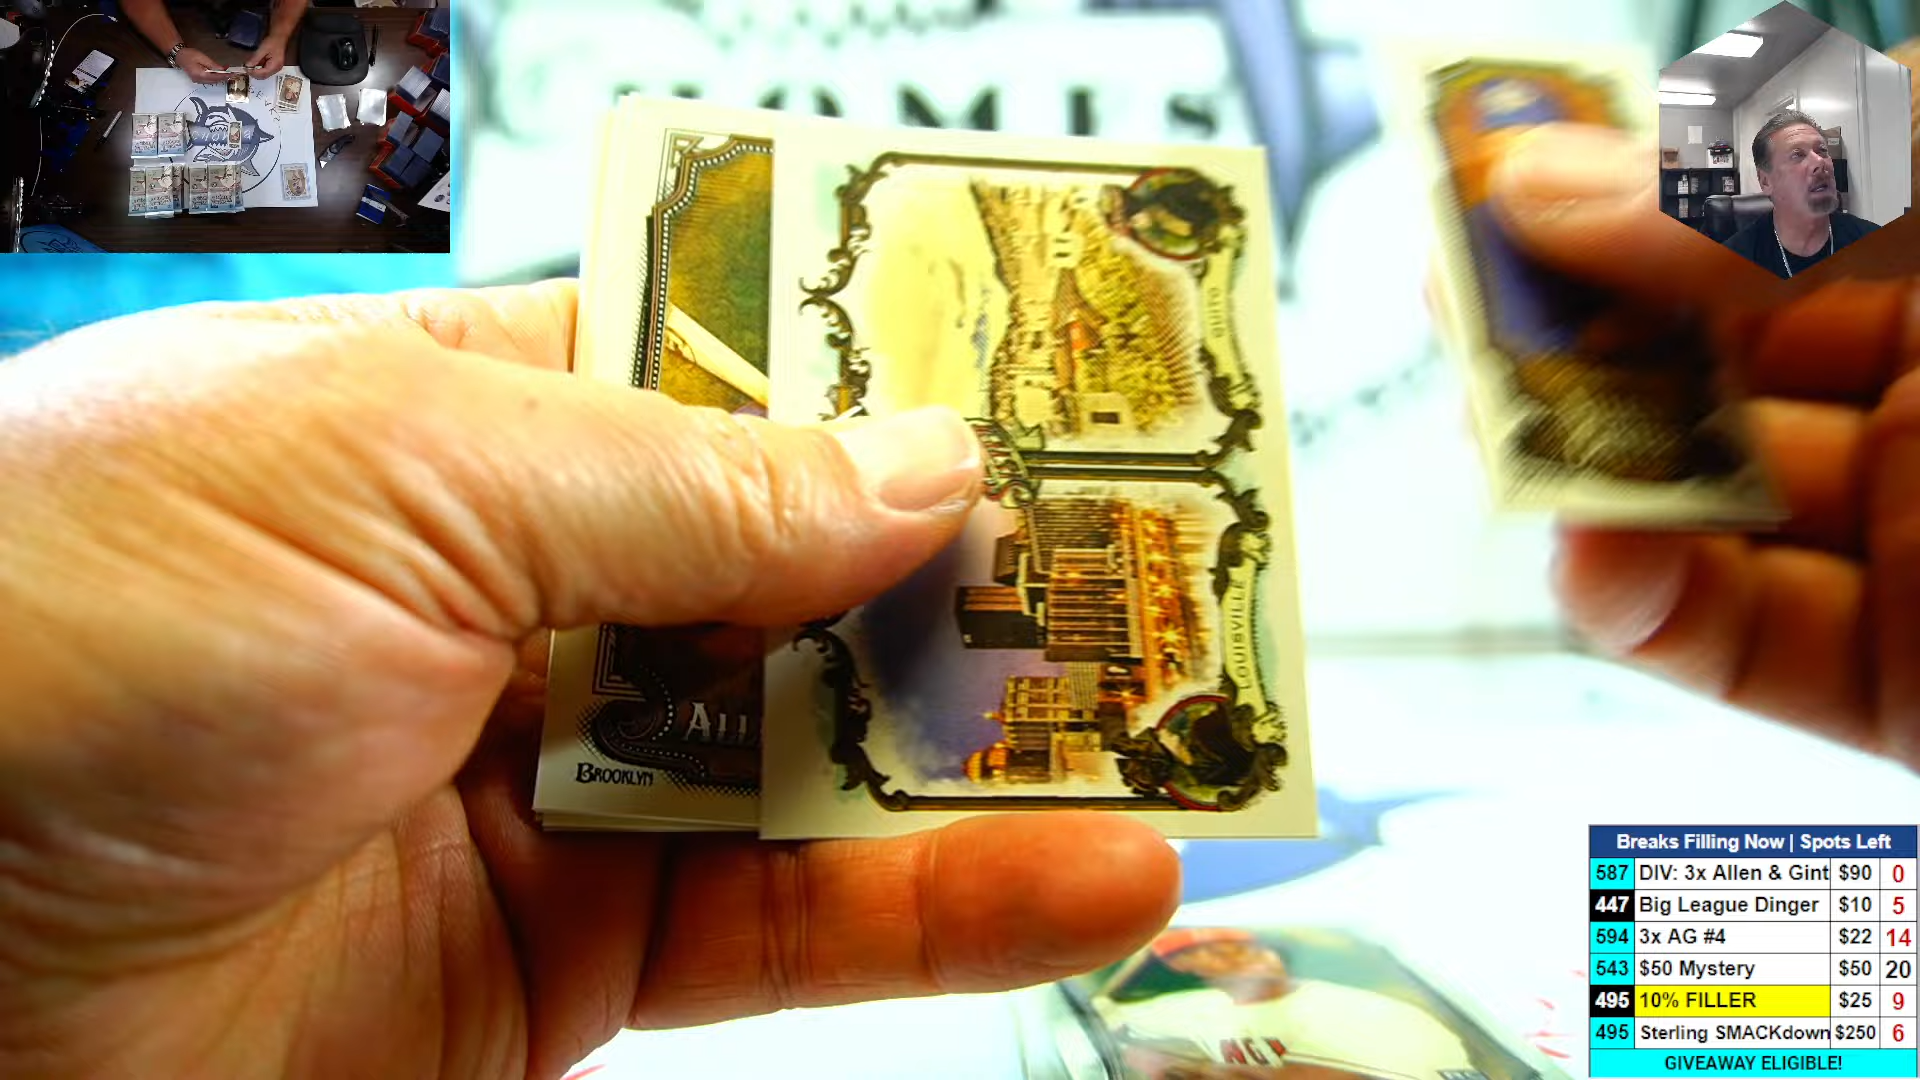 HOMIS
QUITO
LOUISVILLE
ALL
BROOKLYN
Breaks Filling Now | Spots Left
587 DIV: 3x Allen & Gint $90 0
447 Big League Dinger $10 5
594 3x AG #4 $22 14
543 $50 Mystery $50 20
495 10% FILLER $25 9
495 Sterling SMACKdown $250 6
GIVEAWAY ELIGIBLE!